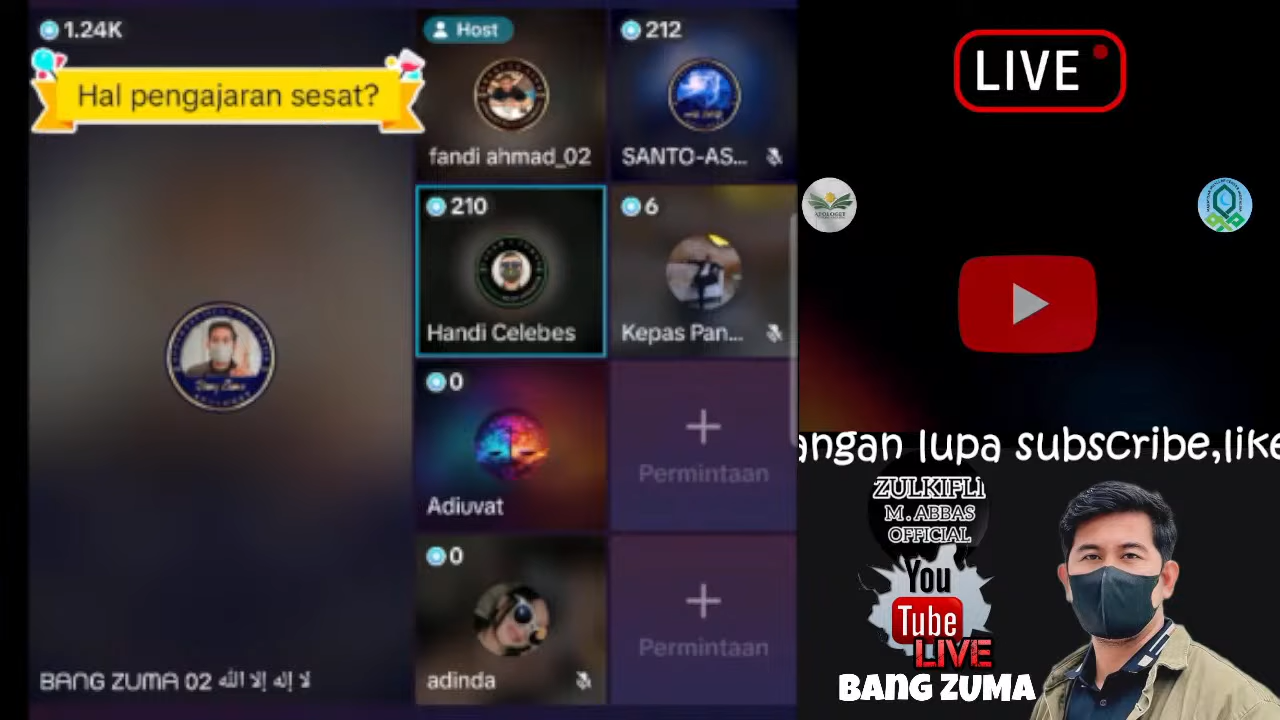 1.24K
Hal pengajaran sesat?
Host
fandi ahmad_02
212
SANTO-AS...
210
Handi Celebes
6
Kepas Pan...
0
Adiuvat
Permintaan
0
adinda
Permintaan
BANG ZUMA 02 لا إله إلا الله
LIVE
APOLOGET
angan lupa subscribe,like
ZULKIFLI
M.ABBAS
OFFICIAL
You
Tube
LIVE
BANG ZUMA